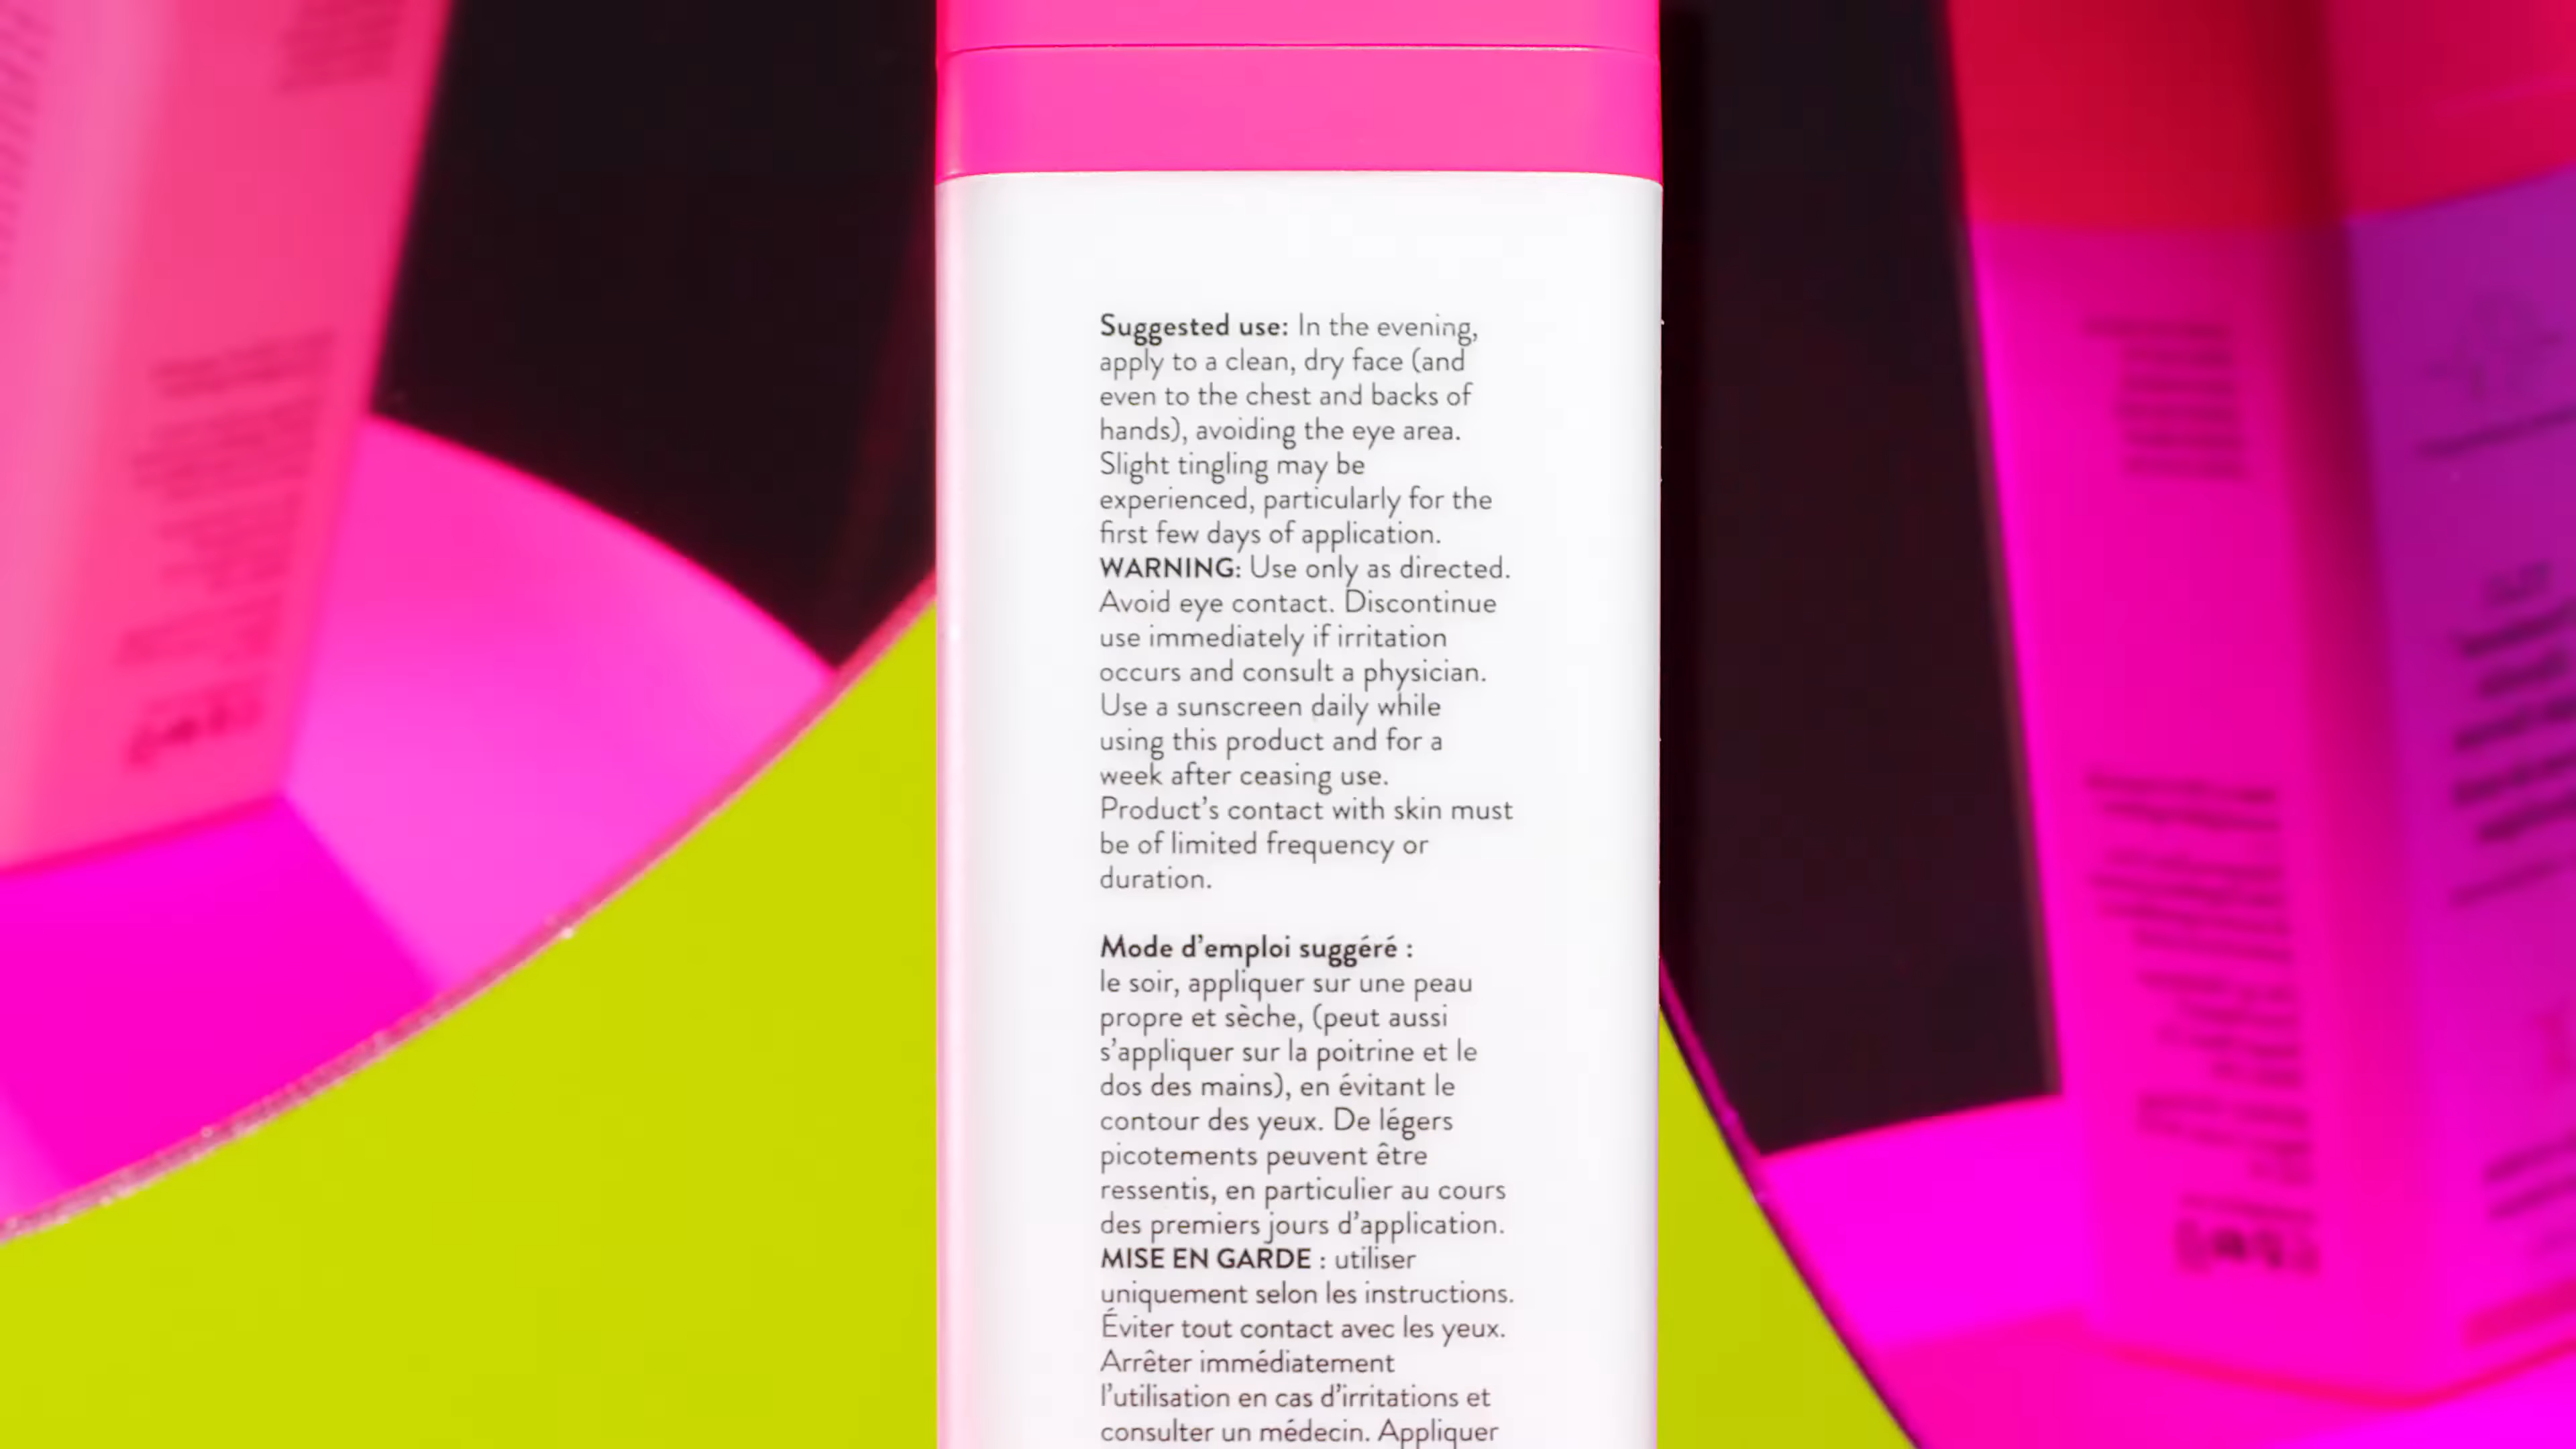 Suggested use: In the evening,
apply to a clean, dry face (and
even to the chest and backs of
hands), avoiding the eye area.
Slight tingling may be
experienced, particularly for the
first few days of application.
WARNING: Use only as directed.
Avoid eye contact. Discontinue
use immediately if irritation
occurs and consult a physician.
Use a sunscreen daily while
using this product and for a
week after ceasing use.
Product's contact with skin must
be of limited frequency or
duration.
Mode d'emploi suggéré :
le soir, appliquer sur une peau
propre et sèche, (peut aussi
s'appliquer sur la poitrine et le
dos des mains), en évitant le
contour des yeux. De légers
picotements peuvent être
ressentis, en particulier au cours
des premiers jours d'application.
MISE EN GARDE : utiliser
uniquement selon les instructions.
Éviter tout contact avec les yeux.
Arrêter immédiatement
l'utilisation en cas d'irritations et
consulter un médecin. Appliquer